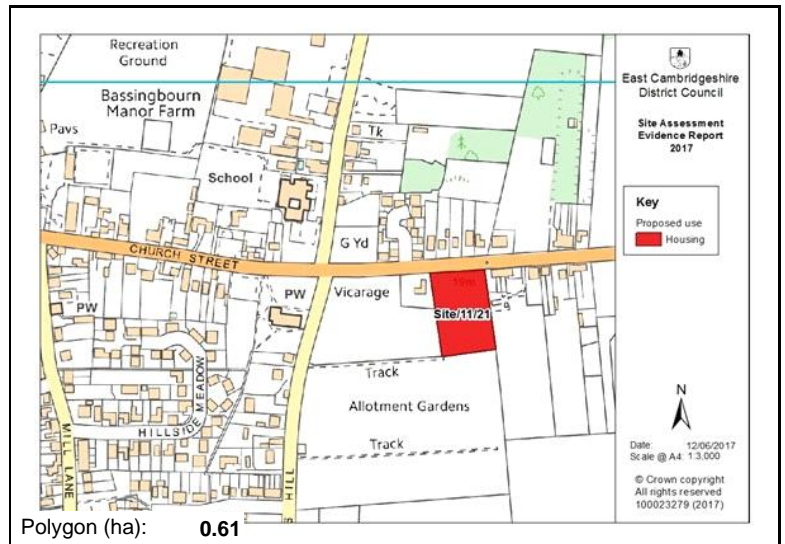 Recreation
Ground
Bassingbourn
Manor Farm
Pavs
Tk
School
G Yd
CHURCH STREET
PW
Vicarage
PW
19m
Site/11/21
Track
Allotment Gardens
Track
HILLSIDE
MEADOW
MILL LANE
HILL
East Cambridgeshire
District Council
Site Assessment
Evidence Report
2017
Key
Proposed use
Housing
N
Date: 12/06/2017
Scale @ A4: 1:3,000
© Crown copyright
All rights reserved
100023279 (2017)
Polygon (ha): 0.61